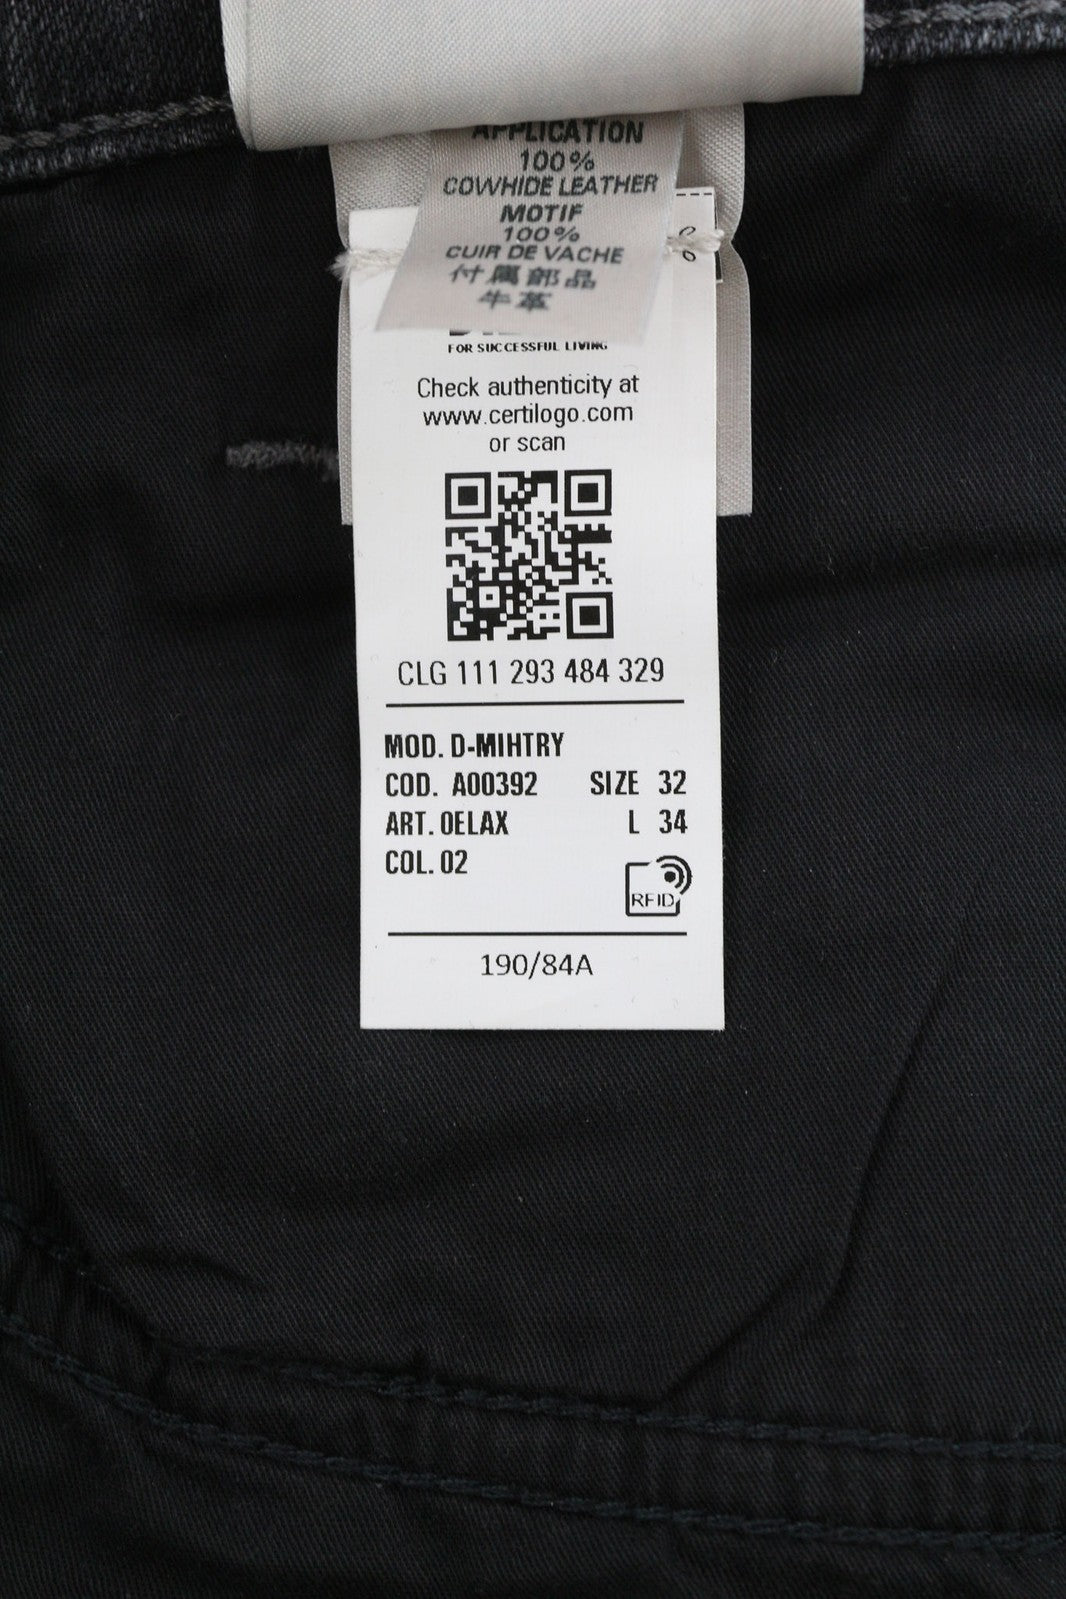 APPLICATION
100%
COWHIDE LEATHER
MOTIF
100%
CUIR DE VACHE
付属部品
牛革
FOR SUCCESSFUL LIVING
Check authenticity at
www.certilogo.com
or scan
CLG 111 293 484 329
MOD. D-MIHTRY
COD. A00392 SIZE 32
ART. 0ELAX L 34
COL. 02
RFID
190/84A